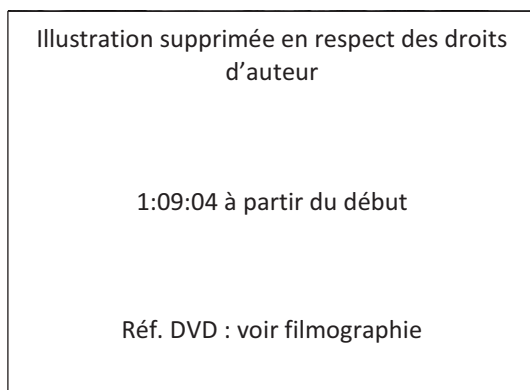 Illustration supprimée en respect des droits
d’auteur
1:09:04 à partir du début
Réf. DVD : voir filmographie